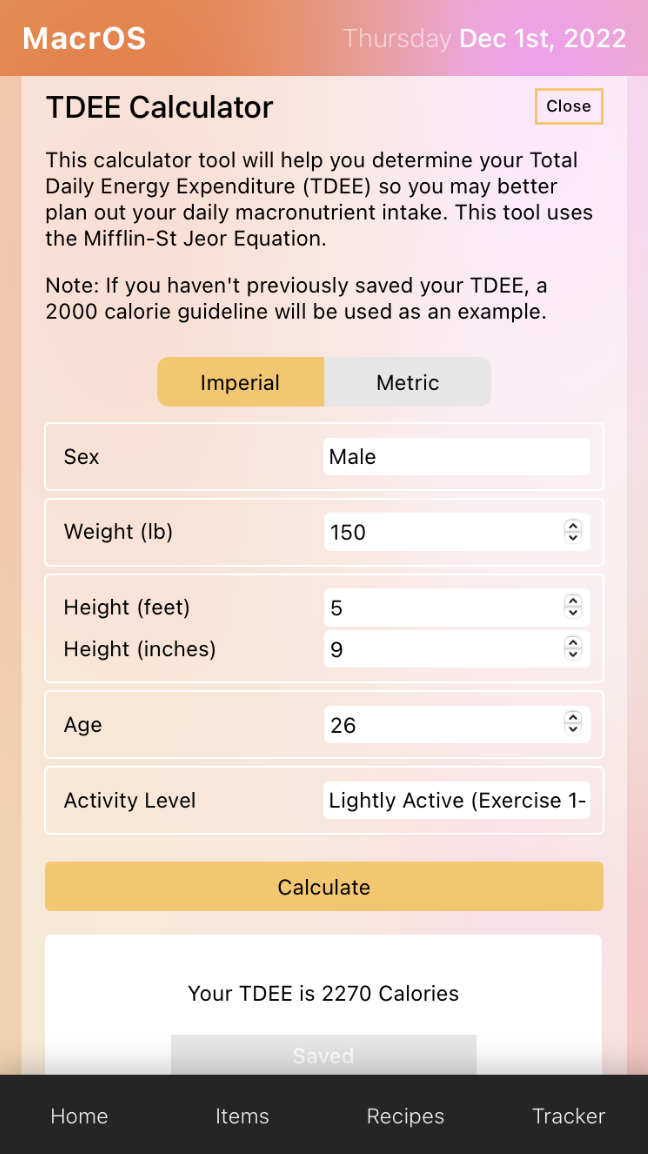 MacrOS
Thursday Dec 1st, 2022
TDEE Calculator
Close
This calculator tool will help you determine your Total
Daily Energy Expenditure (TDEE) so you may better
plan out your daily macronutrient intake. This tool uses
the Mifflin-St Jeor Equation.
Note: If you haven't previously saved your TDEE, a
2000 calorie guideline will be used as an example.
Imperial Metric
Sex Male
Weight (lb) 150
Height (feet) 5
Height (inches) 9
Age 26
Activity Level Lightly Active (Exercise 1-
Calculate
Your TDEE is 2270 Calories
Saved
Home Items Recipes Tracker